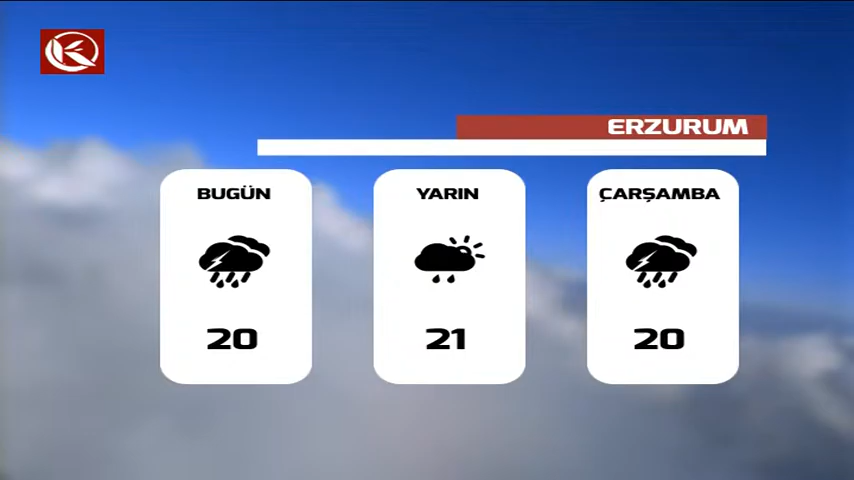 ERZURUM
BUGÜN
YARIN
ÇARŞAMBA
20
21
20